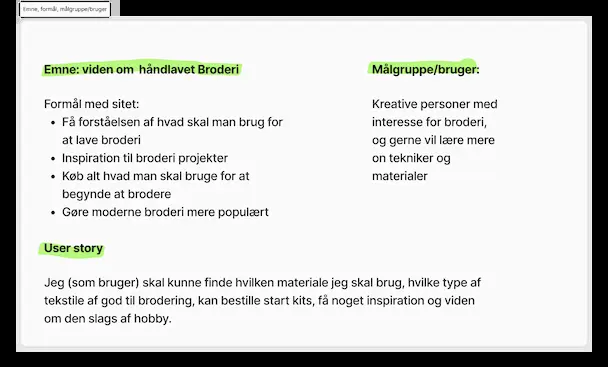 Emne, formål, målgruppe/bruger
Emne: viden om håndlavet Broderi
Formål med sitet:
• Få forståelsen af hvad skal man brug for
at lave broderi
• Inspiration til broderi projekter
• Køb alt hvad man skal bruge for at
begynde at brodere
• Gøre moderne broderi mere populært
Målgruppe/bruger:
Kreative personer med
interesse for broderi,
og gerne vil lære mere
on tekniker og
materialer
User story
Jeg (som bruger) skal kunne finde hvilken materiale jeg skal brug, hvilke type af
tekstile af god til brodering, kan bestille start kits, få noget inspiration og viden
om den slags af hobby.